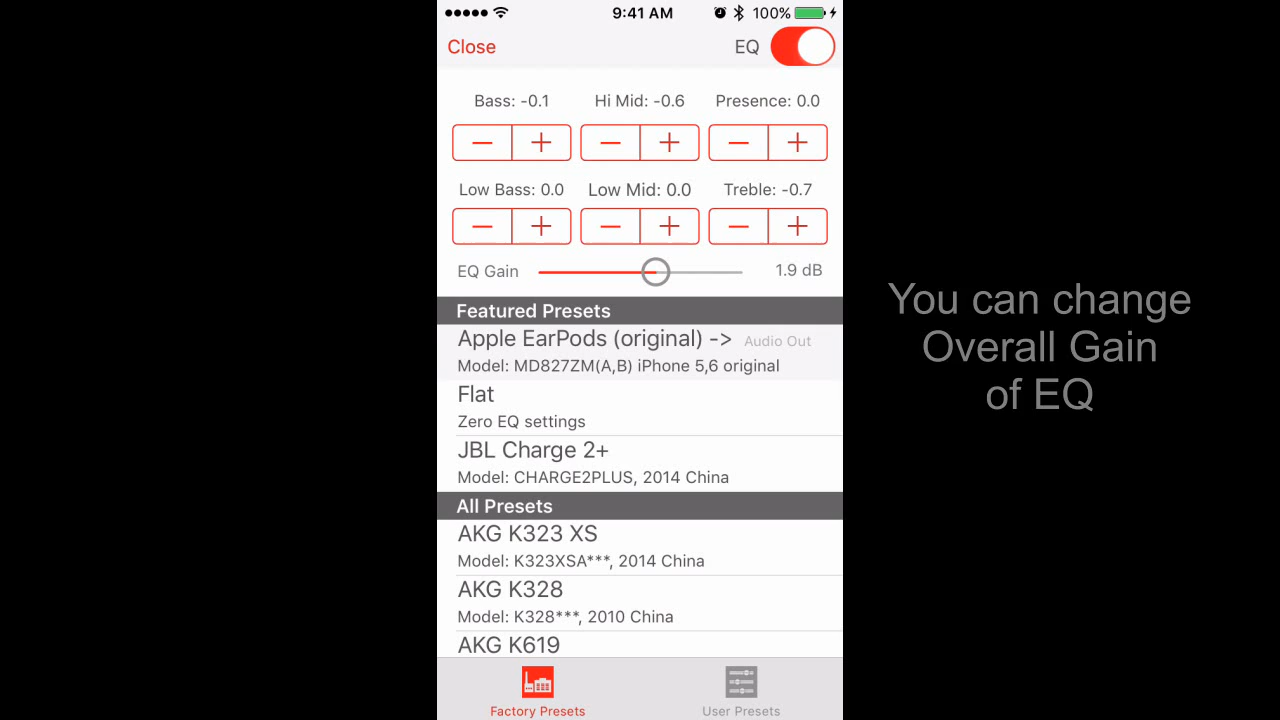 9:41 AM 100%
Close EQ
Bass: -0.1 Hi Mid: -0.6 Presence: 0.0
Low Bass: 0.0 Low Mid: 0.0 Treble: -0.7
EQ Gain 1.9 dB
Featured Presets
Apple EarPods (original) -> Audio Out
Model: MD827ZM(A,B) iPhone 5,6 original
Flat
Zero EQ settings
JBL Charge 2+
Model: CHARGE2PLUS, 2014 China
All Presets
AKG K323 XS
Model: K323XSA***, 2014 China
AKG K328
Model: K328***, 2010 China
AKG K619
Factory Presets User Presets
You can change
Overall Gain
of EQ